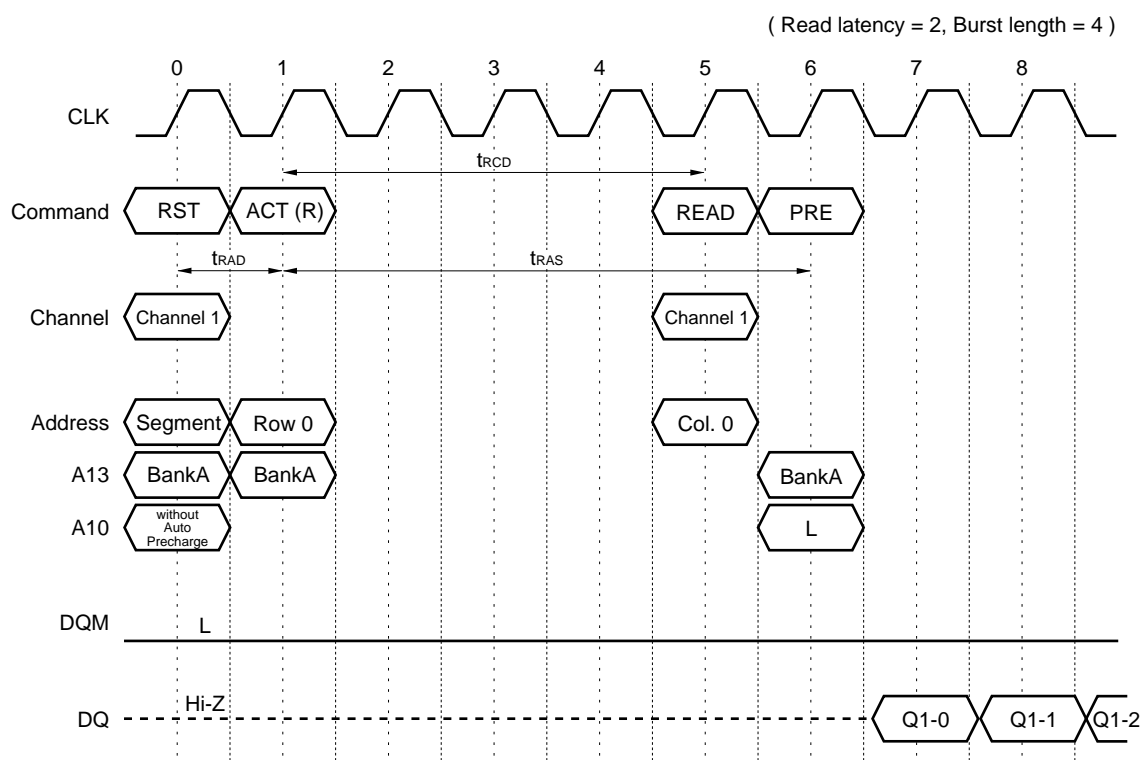 ( Read latency = 2, Burst length = 4 )
0 1 2 3 4 5 6 7 8
CLK
tRCD
Command RST ACT (R) READ PRE
tRAD tRAS
Channel Channel 1 Channel 1
Address Segment Row 0 Col. 0
A13 BankA BankA BankA
A10 without Auto Precharge L
DQM L
Hi-Z
DQ Q1-0 Q1-1 Q1-2